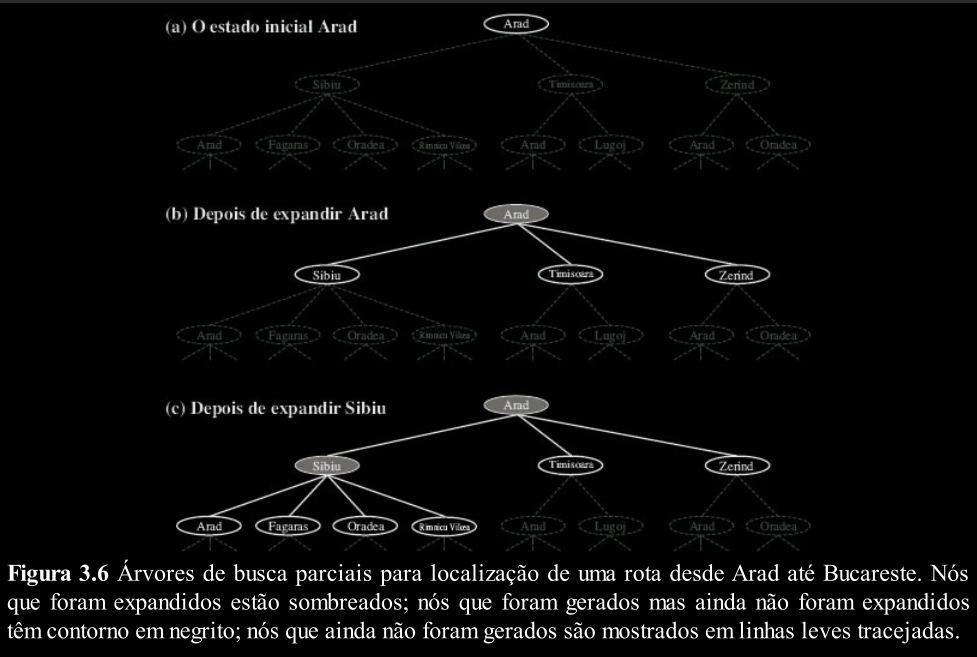 (a) O estado inicial Arad
Arad
Sibiu Timisoara Zerind
Arad Fagaras Oradea Rimnicu Vilcea Arad Lugoj Arad Oradea
(b) Depois de expandir Arad
Arad
Sibiu Timisoara Zerind
Arad Fagaras Oradea Rimnicu Vilcea Arad Lugoj Arad Oradea
(c) Depois de expandir Sibiu
Arad
Sibiu Timisoara Zerind
Arad Fagaras Oradea Rimnicu Vilcea Arad Lugoj Arad Oradea
Figura 3.6 Árvores de busca parciais para localização de uma rota desde Arad até Bucareste. Nós
que foram expandidos estão sombreados; nós que foram gerados mas ainda não foram expandidos
têm contorno em negrito; nós que ainda não foram gerados são mostrados em linhas leves tracejadas.